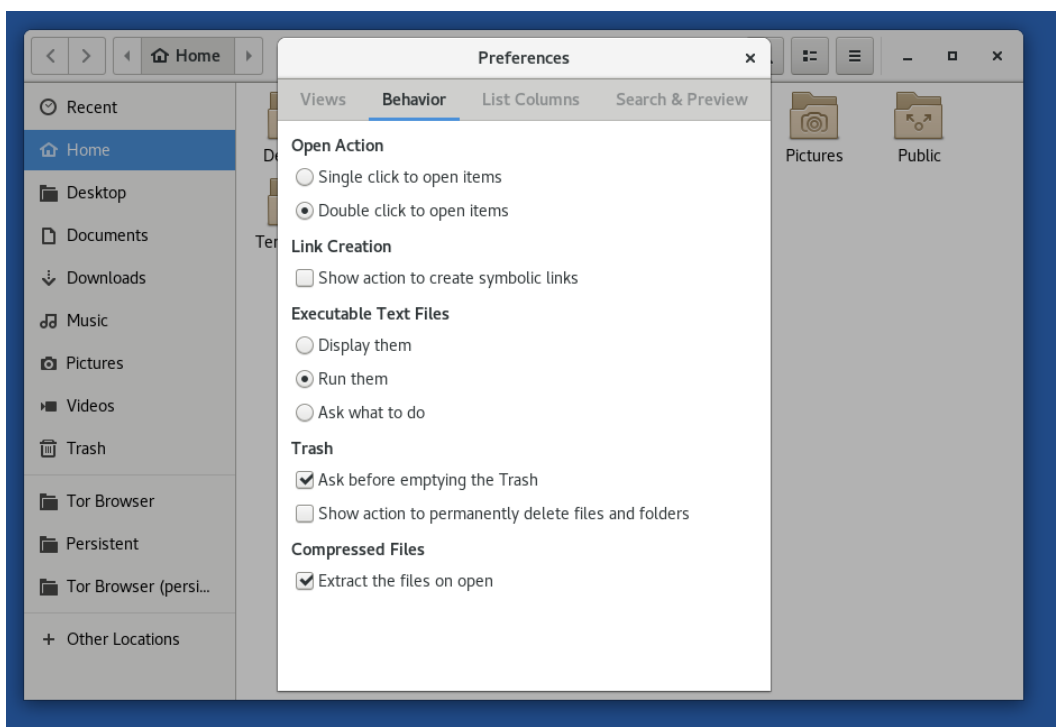 Home
Preferences
Recent
Home
Desktop
Documents
Downloads
Music
Pictures
Videos
Trash
Tor Browser
Persistent
Tor Browser (persi...
Other Locations
Views Behavior List Columns Search & Preview
Open Action
Single click to open items
Double click to open items
Link Creation
Show action to create symbolic links
Executable Text Files
Display them
Run them
Ask what to do
Trash
Ask before emptying the Trash
Show action to permanently delete files and folders
Compressed Files
Extract the files on open
Pictures
Public